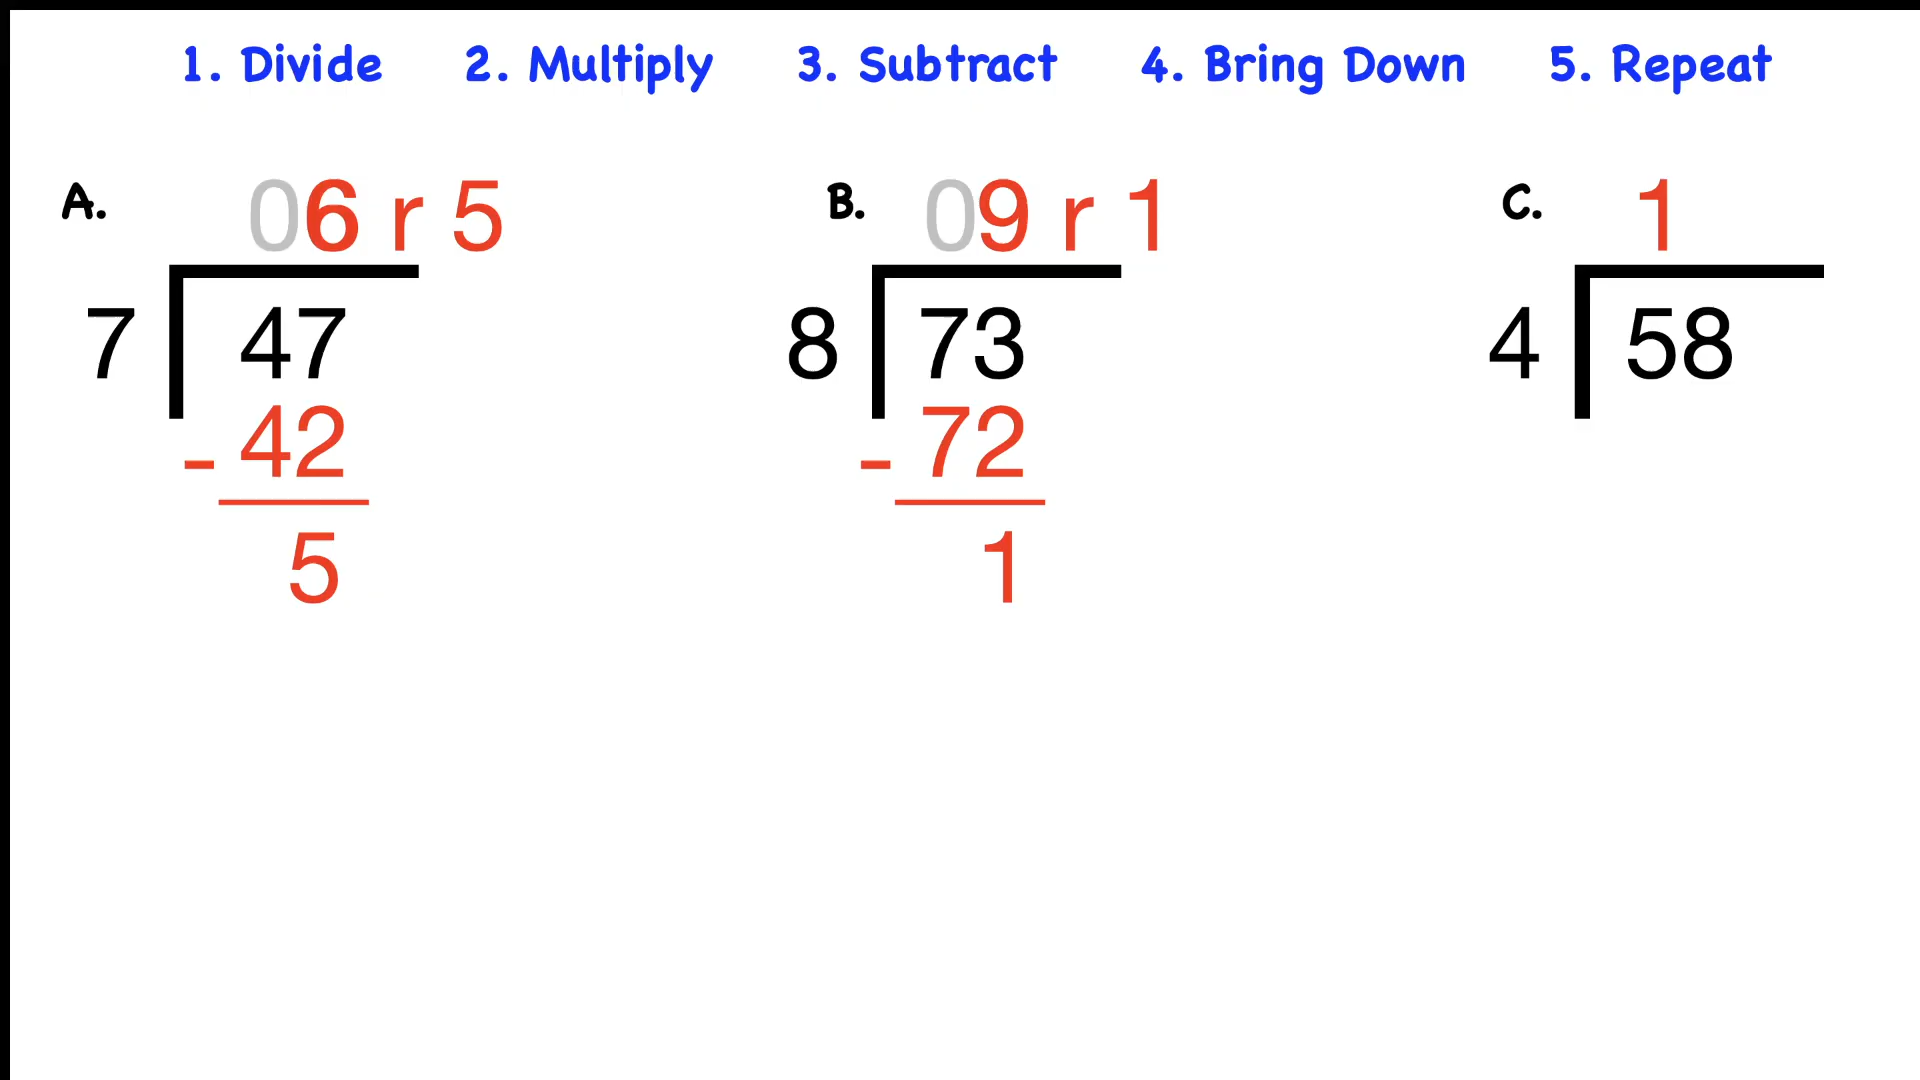 1. Divide 2. Multiply 3. Subtract 4. Bring Down 5. Repeat
A. 06 r 5 B. 09 r 1 C. 1
7 47 8 73 4 58
- 42 - 72
5 1